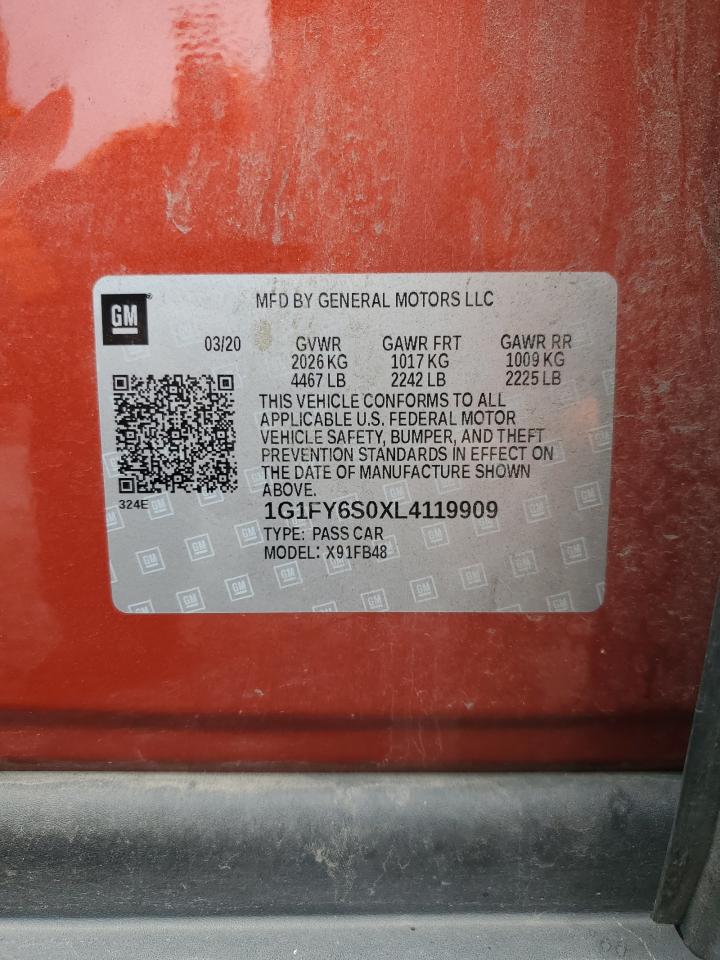 GM
MFD BY GENERAL MOTORS LLC
03/20 GVWR GAWR FRT GAWR RR
2026 KG 1017 KG 1009 KG
4467 LB 2242 LB 2225 LB
THIS VEHICLE CONFORMS TO ALL
APPLICABLE U.S. FEDERAL MOTOR
VEHICLE SAFETY, BUMPER, AND THEFT
PREVENTION STANDARDS IN EFFECT ON
THE DATE OF MANUFACTURE SHOWN
ABOVE.
324E
1G1FY6S0XL4119909
TYPE: PASS CAR
MODEL: X91FB48